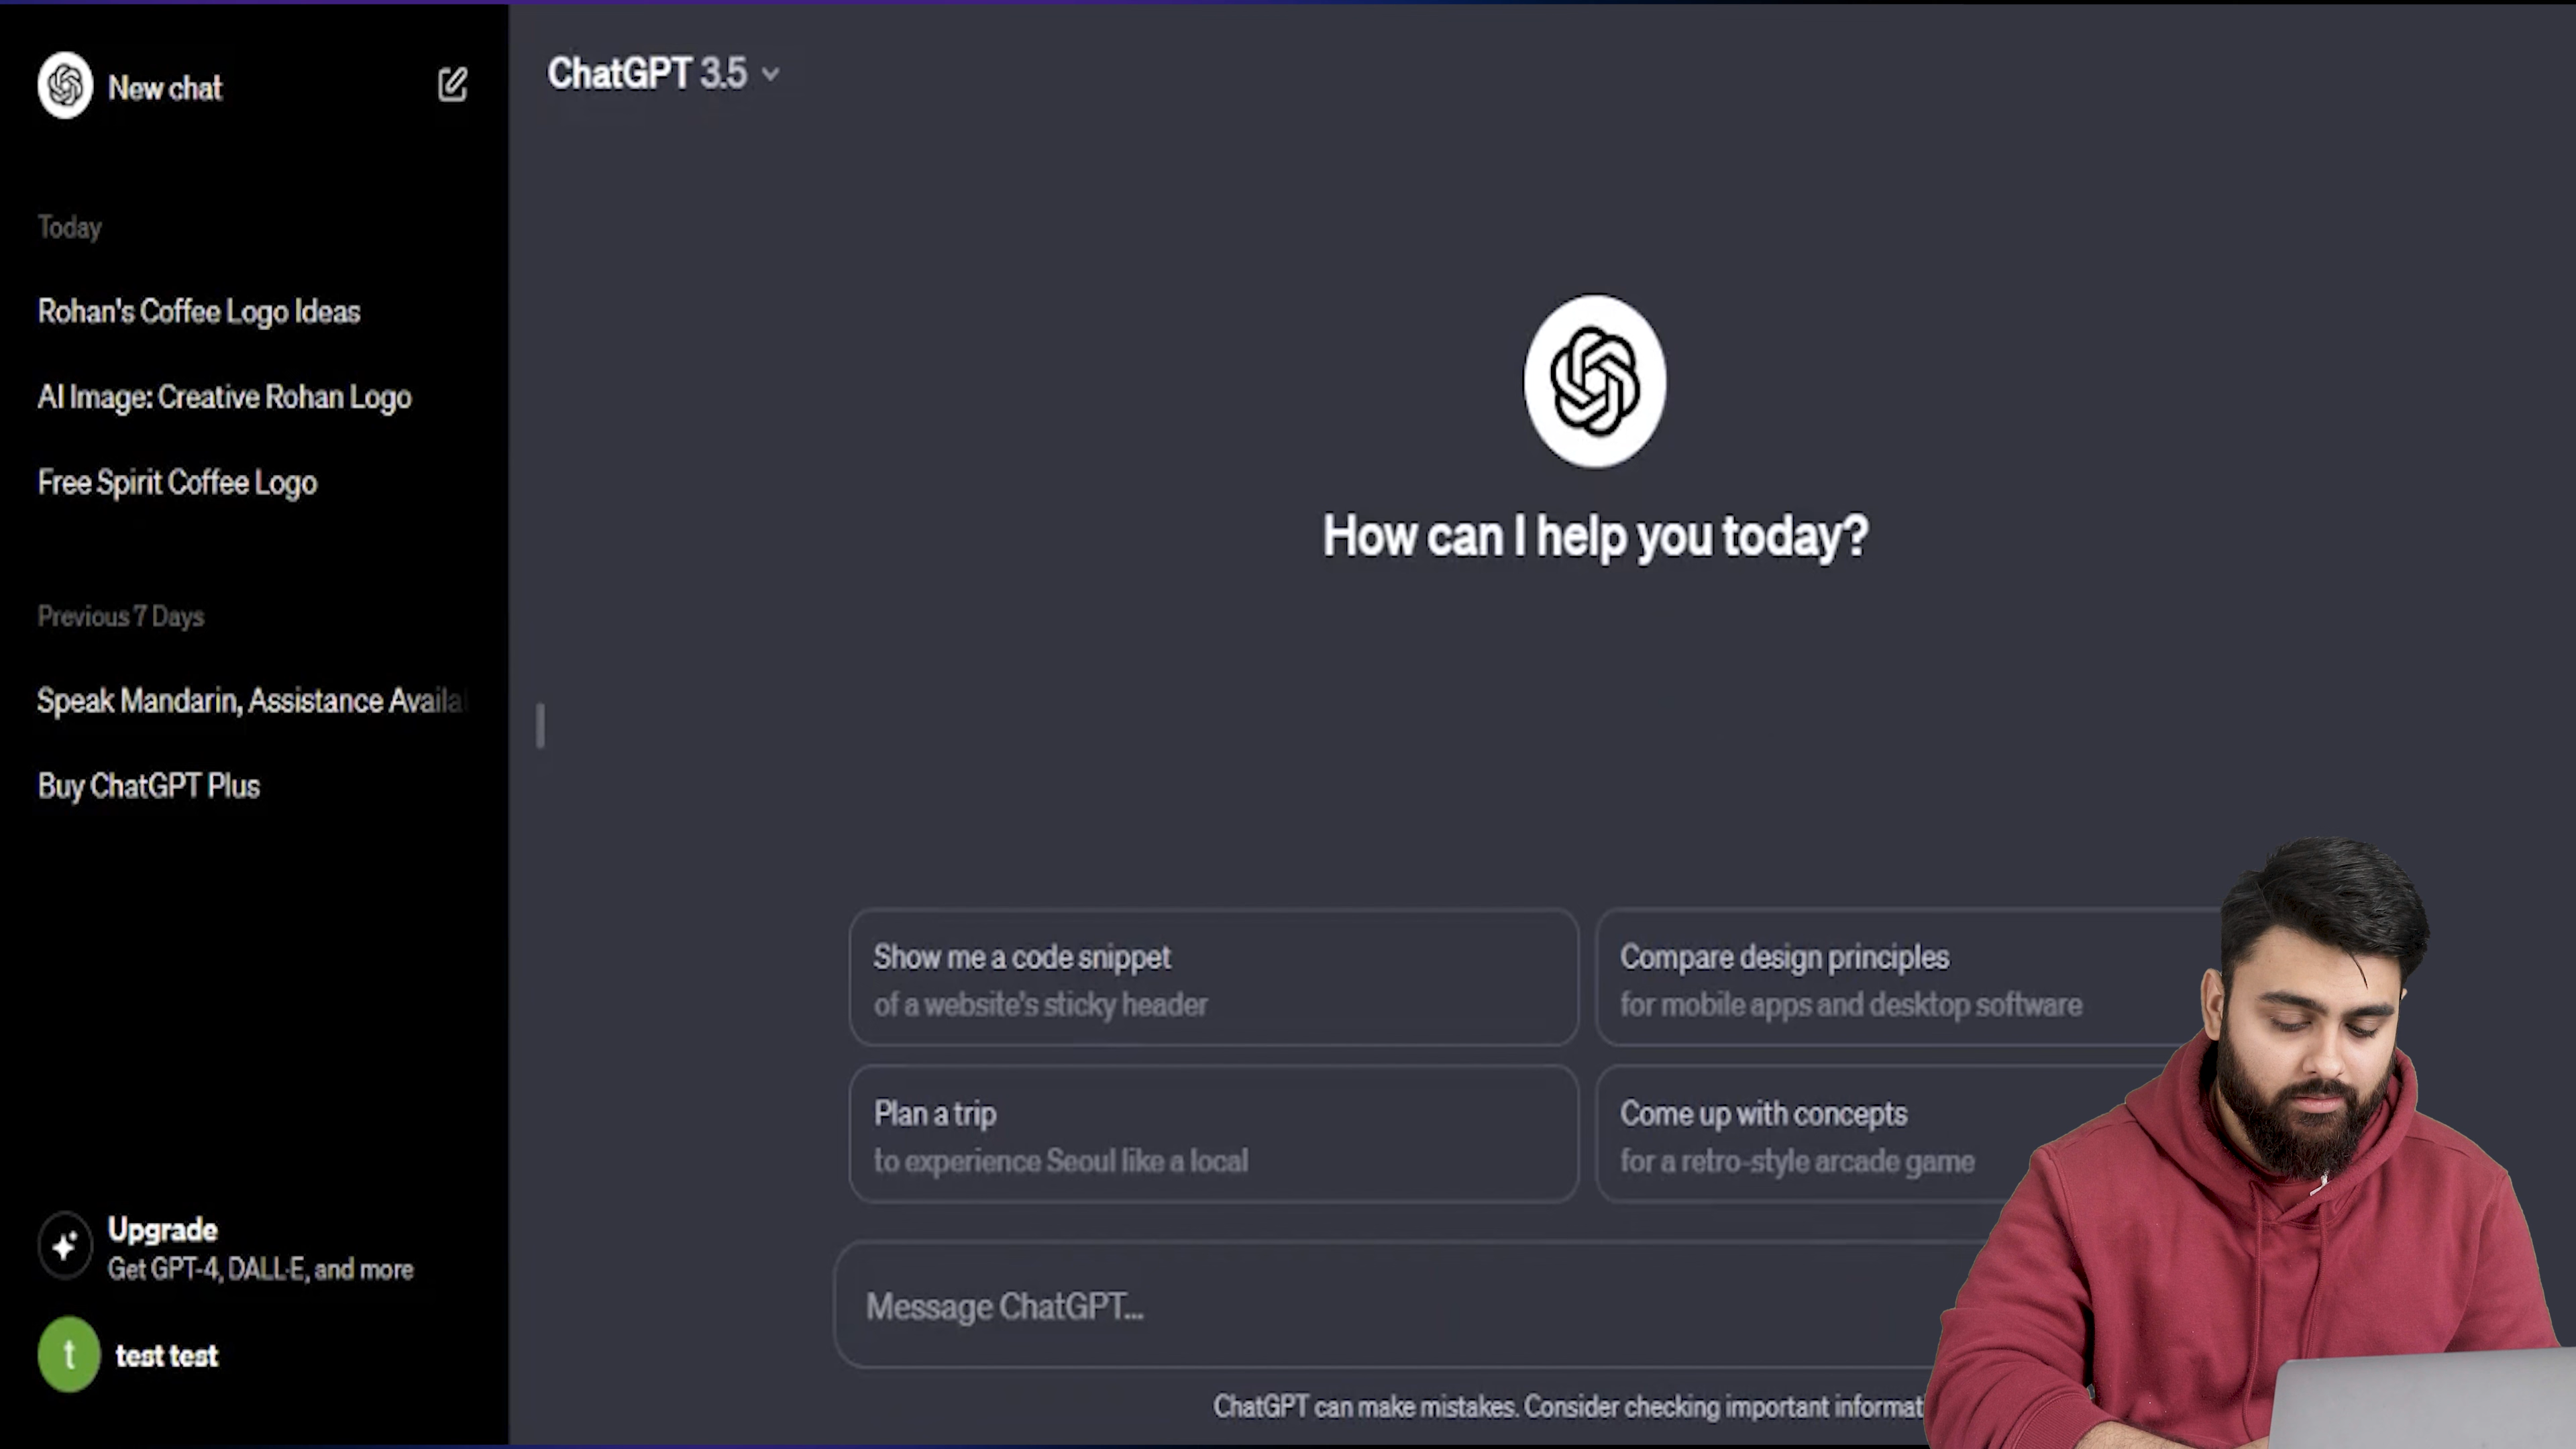 New chat
ChatGPT 3.5
Today
Rohan's Coffee Logo Ideas
AI Image: Creative Rohan Logo
Free Spirit Coffee Logo
Previous 7 Days
Speak Mandarin, Assistance Availa
Buy ChatGPT Plus
Upgrade
Get GPT-4, DALL·E, and more
t
test test
How can I help you today?
Show me a code snippet
of a website's sticky header
Compare design principles
for mobile apps and desktop software
Plan a trip
to experience Seoul like a local
Come up with concepts
for a retro-style arcade game
Message ChatGPT...
ChatGPT can make mistakes. Consider checking important informat